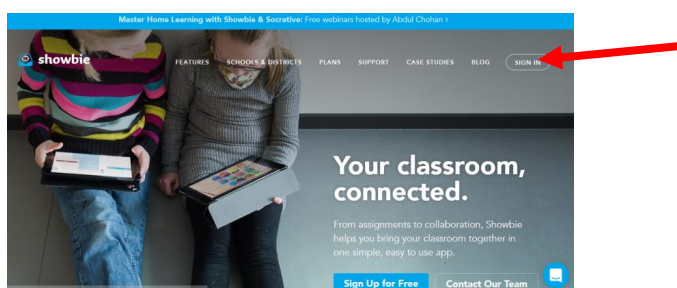 Master Home Learning with Showbie & Socrative: Free webinars hosted by Abdul Chohan >
showbie
FEATURES SCHOOLS & DISTRICTS PLANS SUPPORT CASE STUDIES BLOG SIGN IN
Your classroom,
connected.
From assignments to collaboration, Showbie
helps you bring your classroom together in
one simple, easy to use app.
Sign Up for Free Contact Our Team